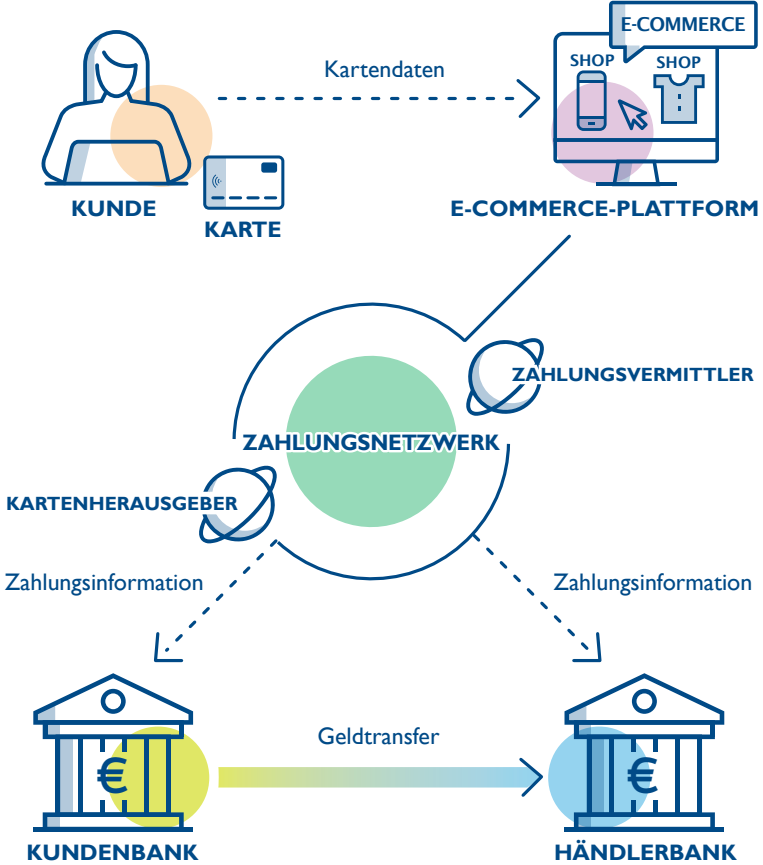 E-COMMERCE
SHOP
SHOP
Kartendaten
KUNDE
KARTE
E-COMMERCE-PLATTFORM
ZAHLUNGSVERMITTLER
ZAHLUNGSNETZWERK
KARTENHERAUSGEBER
Zahlungsinformation
Zahlungsinformation
€
Geldtransfer
€
KUNDENBANK
HÄNDLERBANK